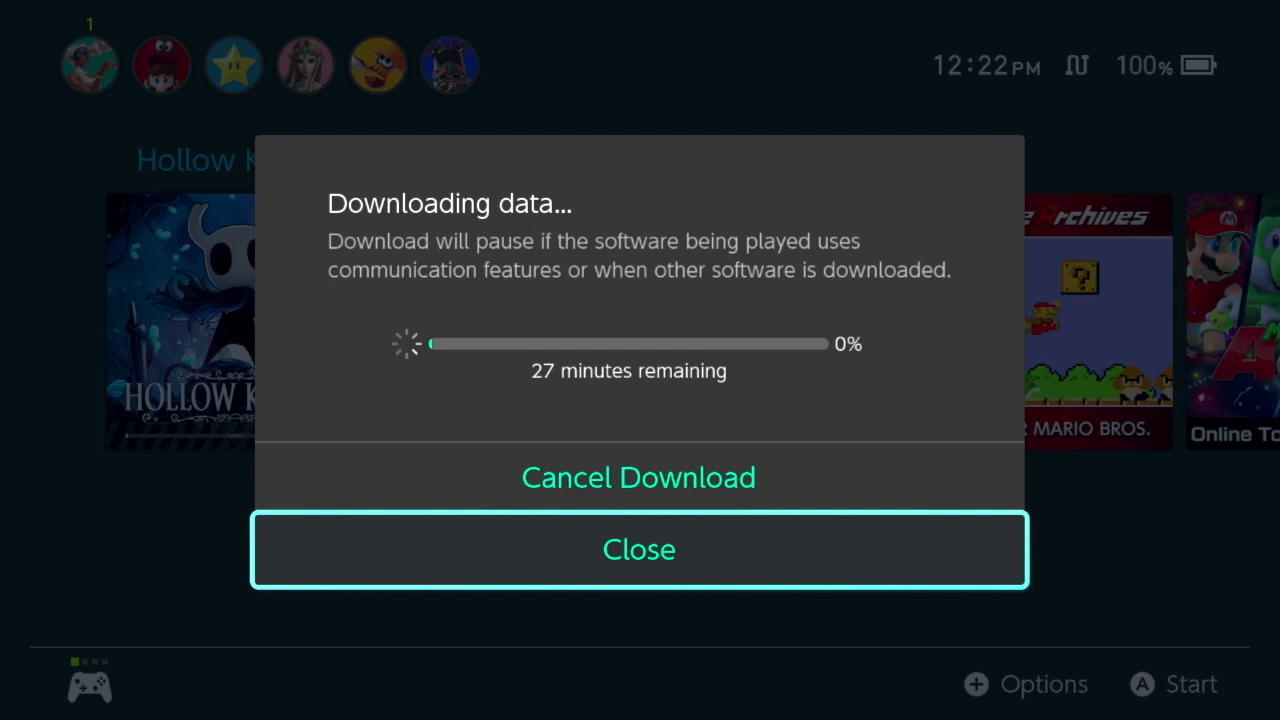 1
12:22 PM 100%
Hollow K
Downloading data...
Download will pause if the software being played uses
communication features or when other software is downloaded.
0%
27 minutes remaining
HOLLOW K
e Archives
R MARIO BROS.
Online To
Cancel Download
Close
Options
A Start